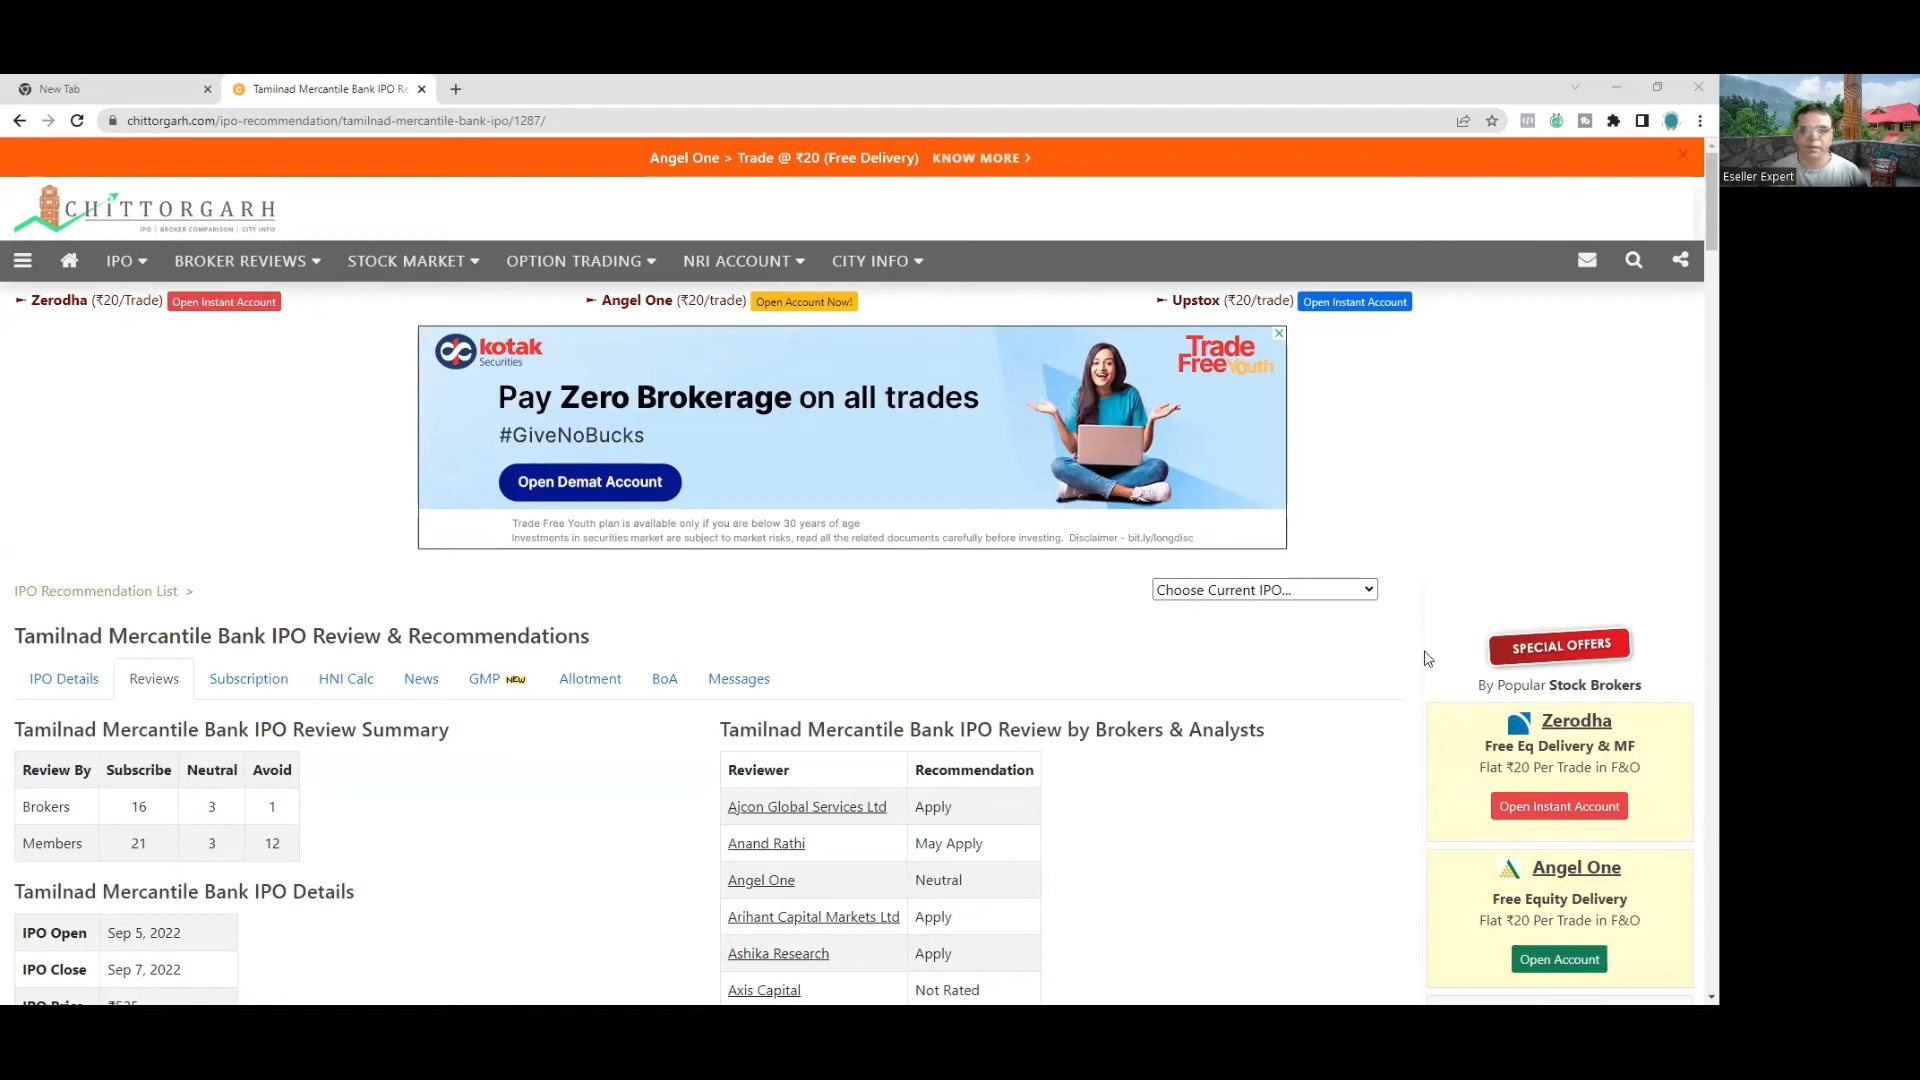 New Tab
Tamilnad Mercantile Bank IPO Re
chittorgarh.com/ipo-recommendation/tamilnad-mercantile-bank-ipo/1287/
Eseller Expert
Angel One > Trade @ ₹20 (Free Delivery) KNOW MORE
CHITTORGARH
IPO | BROKER COMPARISON | CITY INFO
IPO
BROKER REVIEWS
STOCK MARKET
OPTION TRADING
NRI ACCOUNT
CITY INFO
Zerodha (₹20/Trade) Open Instant Account
Angel One (₹20/trade) Open Account Now!
Upstox (₹20/trade) Open Instant Account
kotak
Securities
Trade
Free Youth
Pay Zero Brokerage on all trades
#GiveNoBucks
Open Demat Account
Trade Free Youth plan is available only if you are below 30 years of age
Investments in securities market are subject to market risks, read all the related documents carefully before investing. Disclaimer - bit.ly/longdisc
IPO Recommendation List >
Choose Current IPO...
Tamilnad Mercantile Bank IPO Review & Recommendations
IPO Details
Reviews
Subscription
HNI Calc
News
GMP NEW
Allotment
BoA
Messages
Tamilnad Mercantile Bank IPO Review Summary
Review By Subscribe Neutral Avoid
Brokers 16 3 1
Members 21 3 12
Tamilnad Mercantile Bank IPO Details
IPO Open Sep 5, 2022
IPO Close Sep 7, 2022
Tamilnad Mercantile Bank IPO Review by Brokers & Analysts
Reviewer Recommendation
Ajcon Global Services Ltd Apply
Anand Rathi May Apply
Angel One Neutral
Arihant Capital Markets Ltd Apply
Ashika Research Apply
Axis Capital Not Rated
SPECIAL OFFERS
By Popular Stock Brokers
Zerodha
Free Eq Delivery & MF
Flat ₹20 Per Trade in F&O
Open Instant Account
Angel One
Free Equity Delivery
Flat ₹20 Per Trade in F&O
Open Account